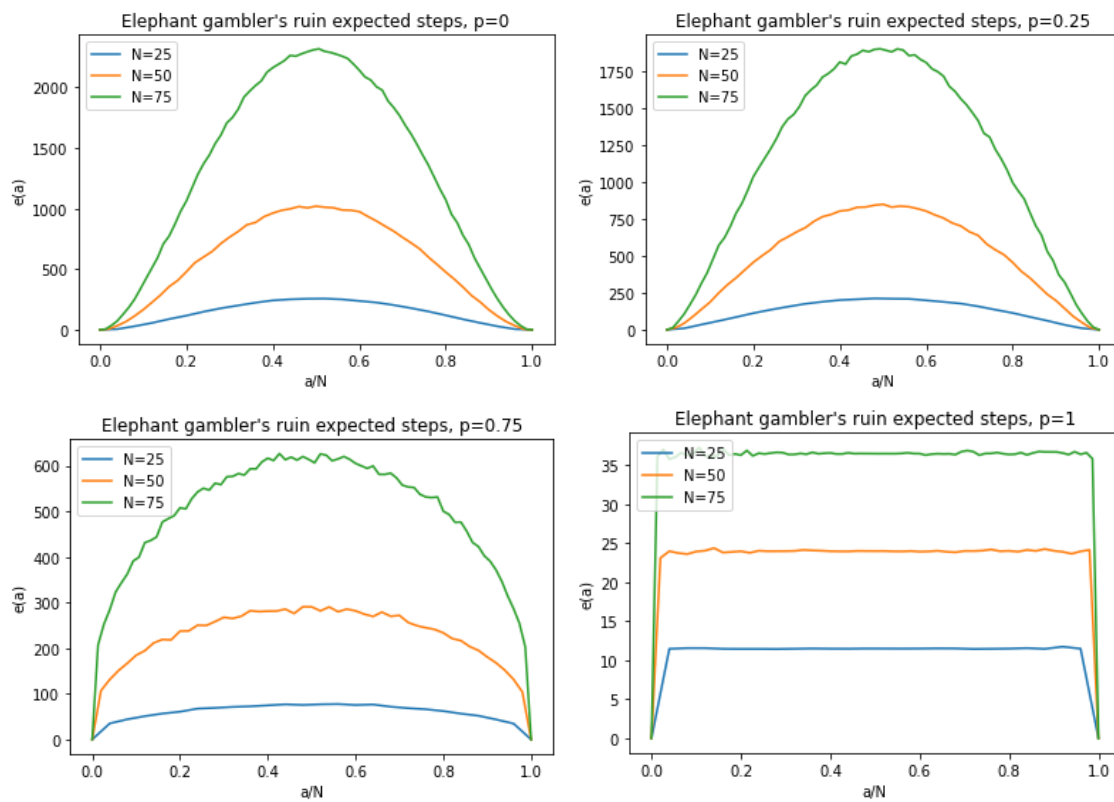 Elephant gambler's ruin expected steps, p=0
N=25
N=50
N=75
2000
1500
1000
500
0
e(a)
0.0 0.2 0.4 0.6 0.8 1.0
a/N
Elephant gambler's ruin expected steps, p=0.25
N=25
N=50
N=75
1750
1500
1250
1000
750
500
250
0
e(a)
0.0 0.2 0.4 0.6 0.8 1.0
a/N
Elephant gambler's ruin expected steps, p=0.75
N=25
N=50
N=75
600
500
400
300
200
100
0
e(a)
0.0 0.2 0.4 0.6 0.8 1.0
a/N
Elephant gambler's ruin expected steps, p=1
N=25
N=50
N=75
35
30
25
20
15
10
5
0
e(a)
0.0 0.2 0.4 0.6 0.8 1.0
a/N